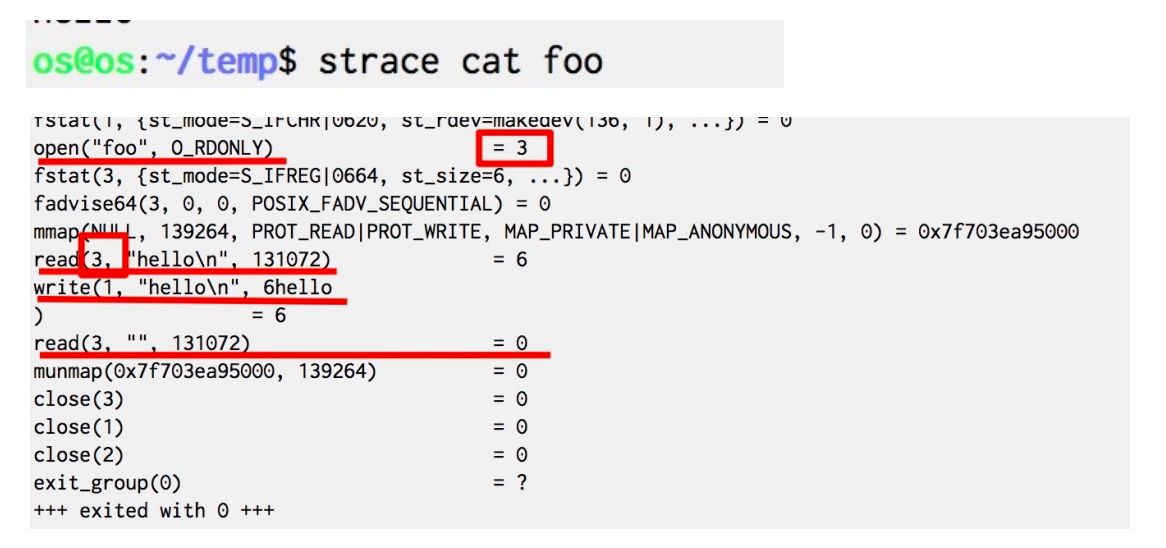 os@os:~/temp$ strace cat foo
fstat(1, {st_mode=S_IFCHR|0620, st_rdev=makedev(136, 1), ...}) = 0
open("foo", O_RDONLY) = 3
fstat(3, {st_mode=S_IFREG|0664, st_size=6, ...}) = 0
fadvise64(3, 0, 0, POSIX_FADV_SEQUENTIAL) = 0
mmap(NULL, 139264, PROT_READ|PROT_WRITE, MAP_PRIVATE|MAP_ANONYMOUS, -1, 0) = 0x7f703ea95000
read(3, "hello\n", 131072) = 6
write(1, "hello\n", 6hello
) = 6
read(3, "", 131072) = 0
munmap(0x7f703ea95000, 139264) = 0
close(3) = 0
close(1) = 0
close(2) = 0
exit_group(0) = ?
+++ exited with 0 +++